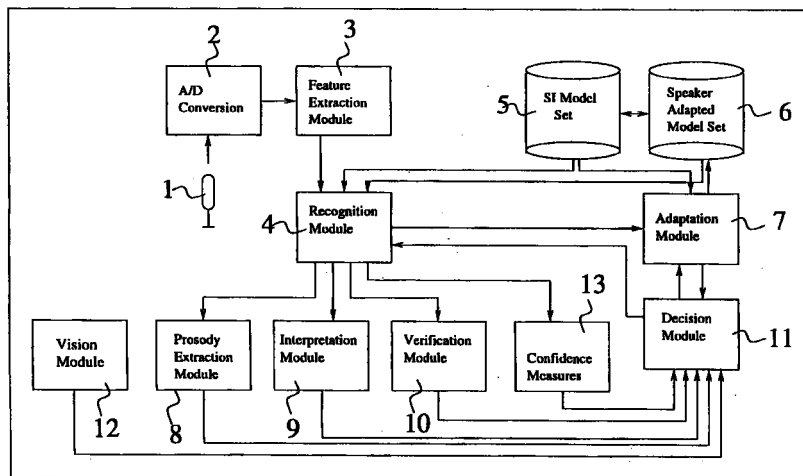 2
A/D
Conversion
3
Feature
Extraction
Module
5
SI Model
Set
Speaker
Adapted
Model Set
6
1
4
Recognition
Module
Adaptation
Module
7
Vision
Module
12
Prosody
Extraction
Module
8
Interpretation
Module
9
Verification
Module
10
13
Confidence
Measures
Decision
Module
11